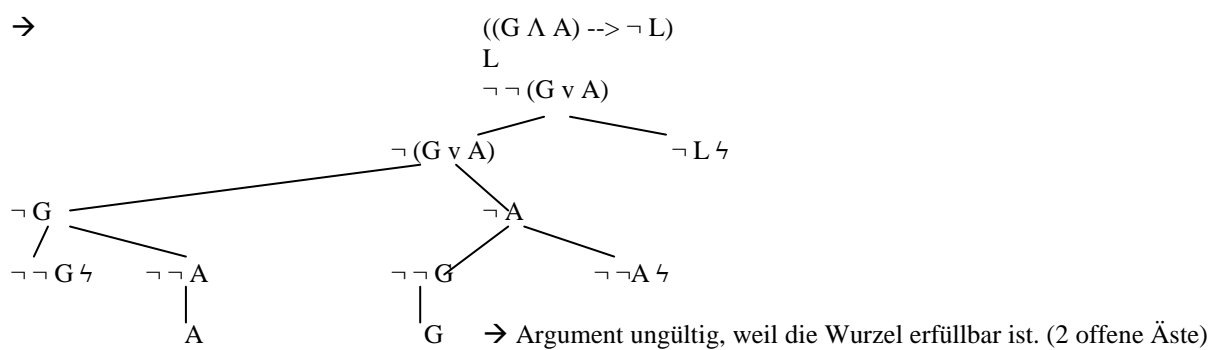 → ((G Λ A) --> ¬ L)
L
¬ ¬ (G v A)
¬ (G v A) ¬ L ϟ
¬ G ¬ A
¬ ¬ G ϟ ¬ ¬ A ¬ ¬ G ¬ ¬A ϟ
A G → Argument ungültig, weil die Wurzel erfüllbar ist. (2 offene Äste)